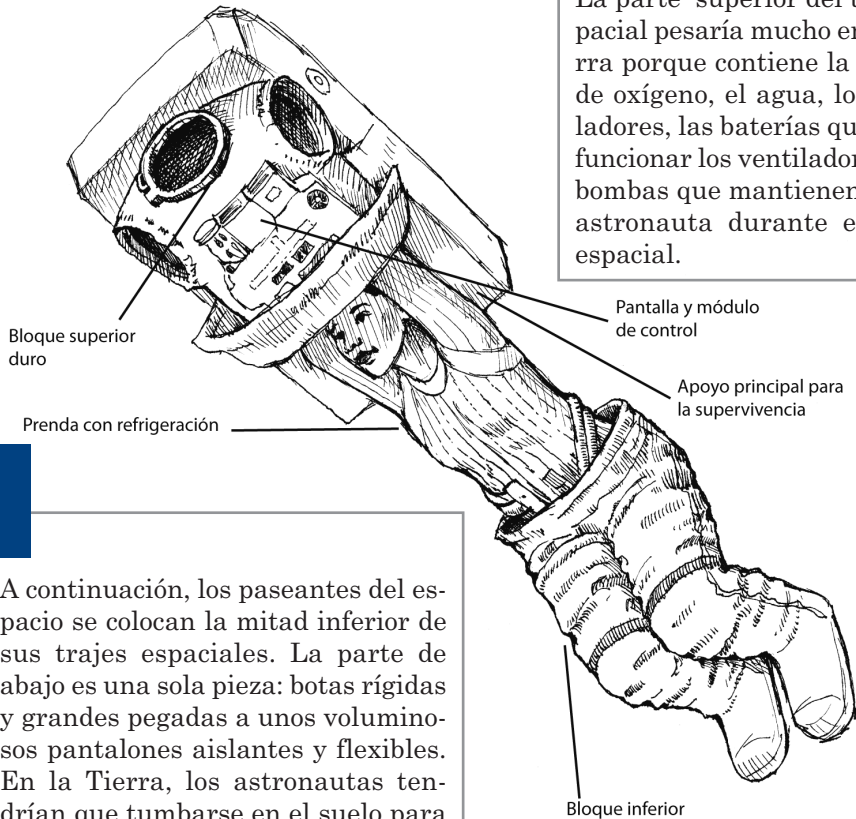 La parte superior del
pacial pesaría mucho en
rra porque contiene la
de oxígeno, el agua, lo
ladores, las baterías qu
funcionar los ventilador
bombas que mantienen
astronauta durante e
espacial.
Pantalla y módulo
de control
Bloque superior
duro
Apoyo principal para
la supervivencia
Prenda con refrigeración
A continuación, los paseantes del es-
pacio se colocan la mitad inferior de
sus trajes espaciales. La parte de
abajo es una sola pieza: botas rígidas
y grandes pegadas a unos volumino-
sos pantalones aislantes y flexibles.
En la Tierra, los astronautas ten-
drían que tumbarse en el suelo para
Bloque inferior